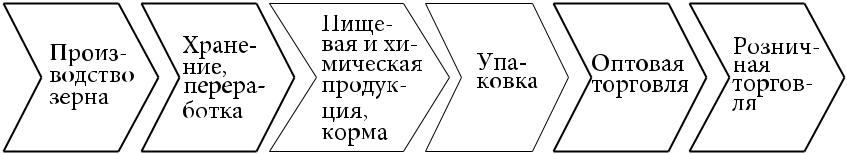 Произ-
водство
зерна
Хране-
ние,
перера-
ботка
Пище-
вая и хи-
мическая
продук-
ция,
корма
Упа-
ковка
Оптовая
торговля
Рознич-
ная
торгов-
ля